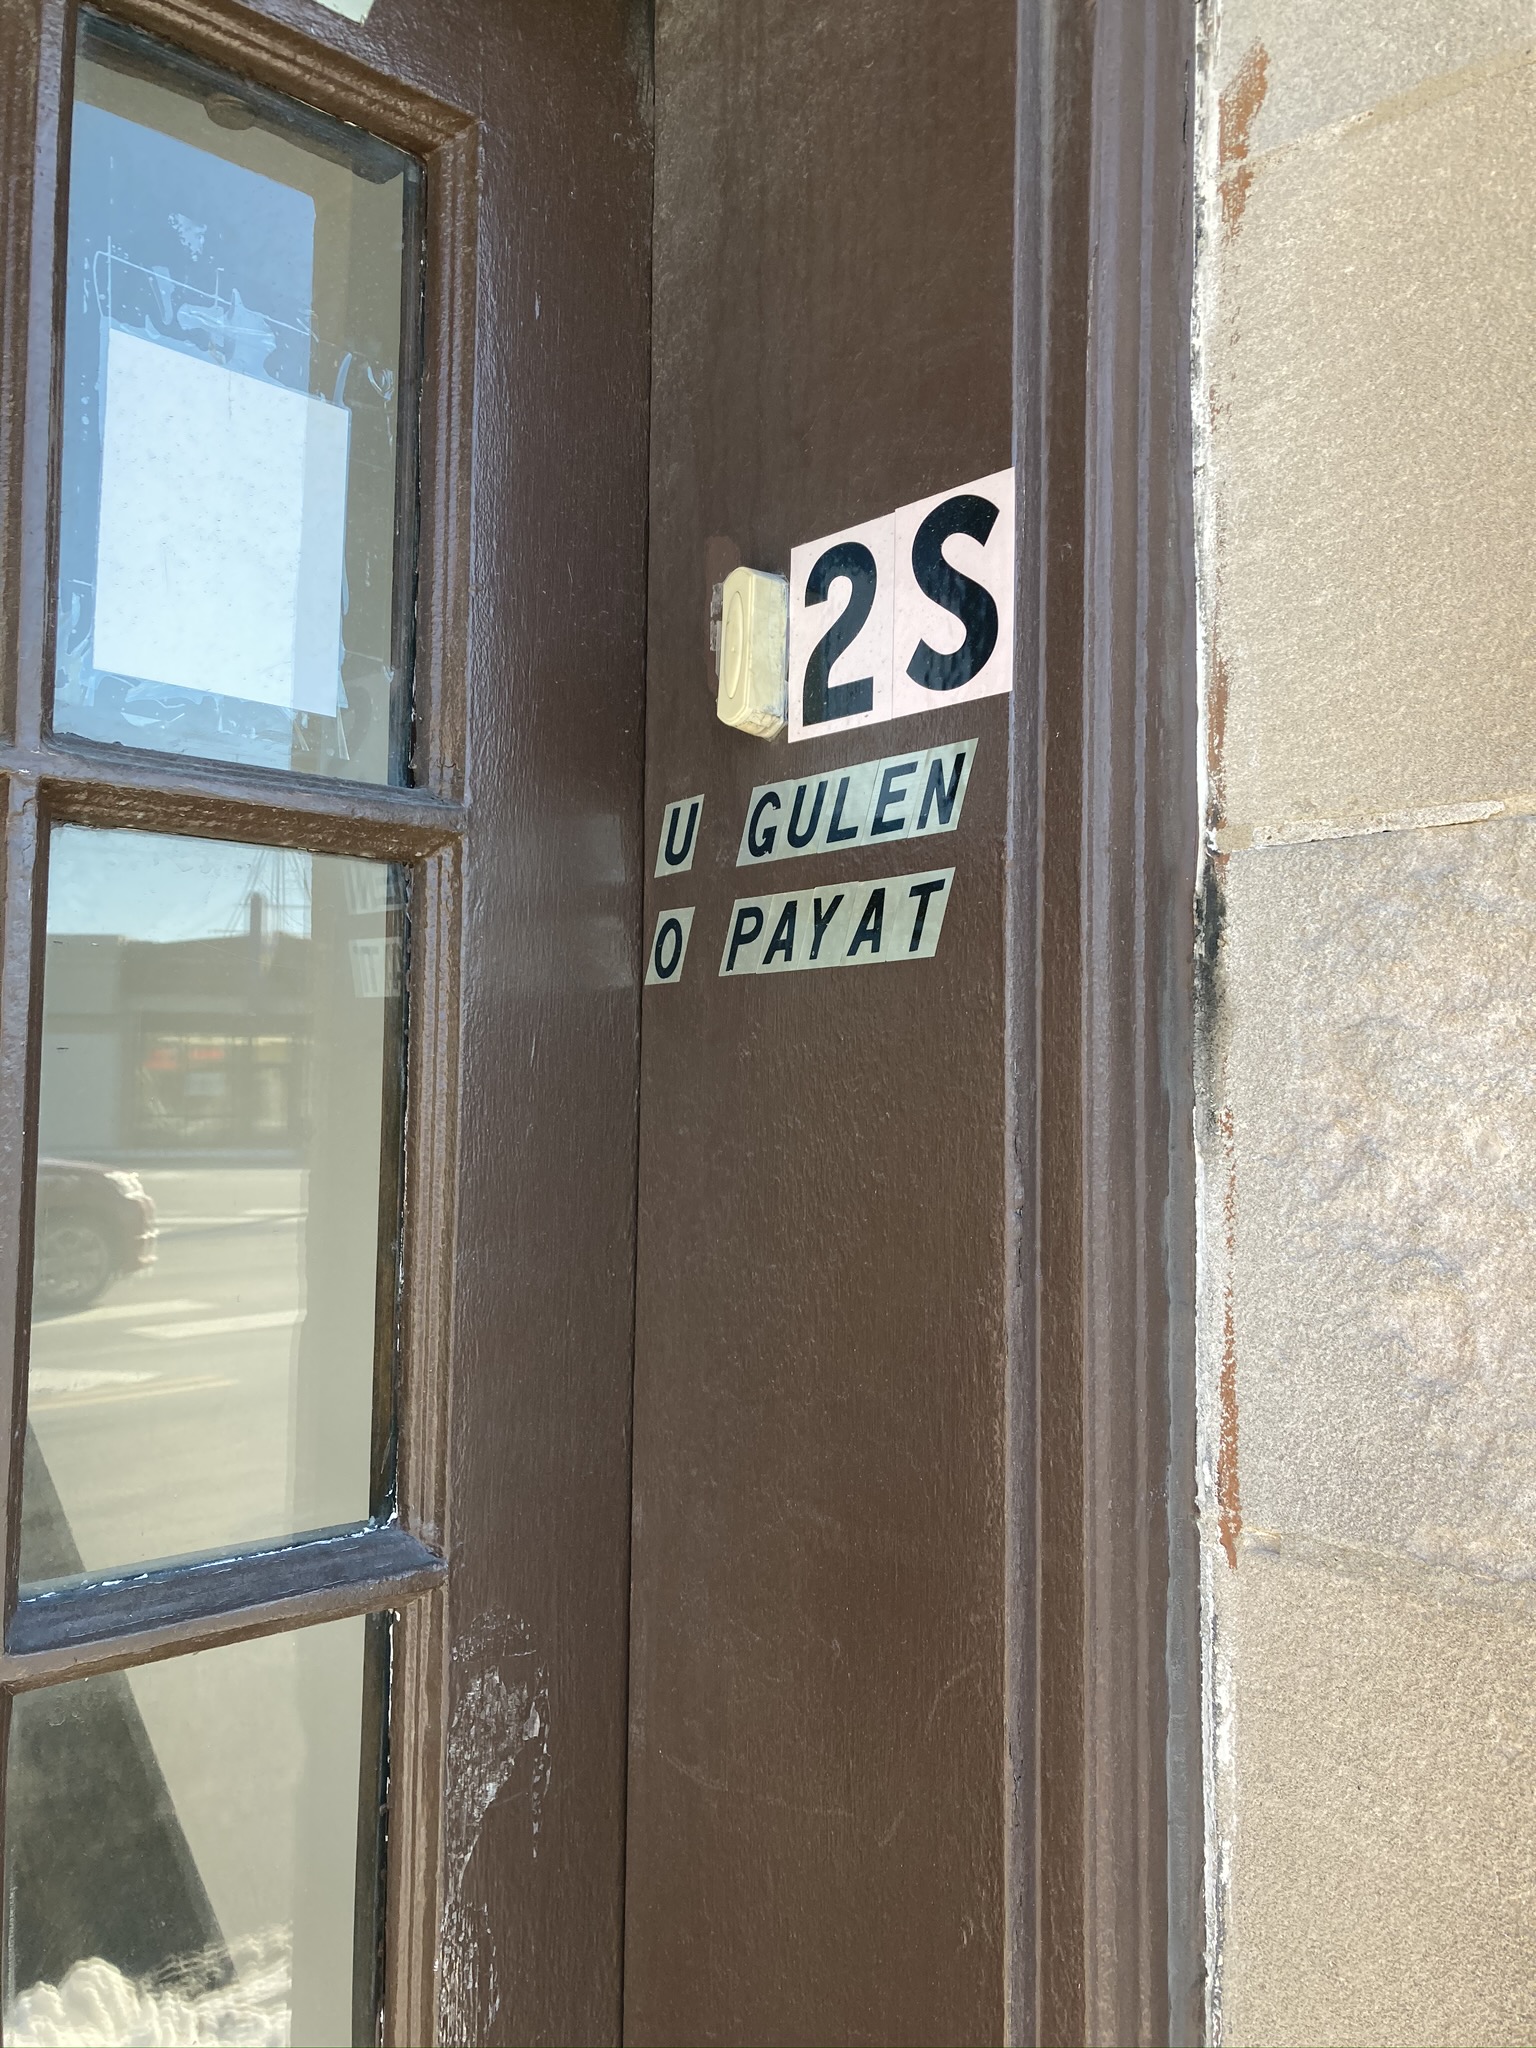 2S
U GULEN
O PAYAT